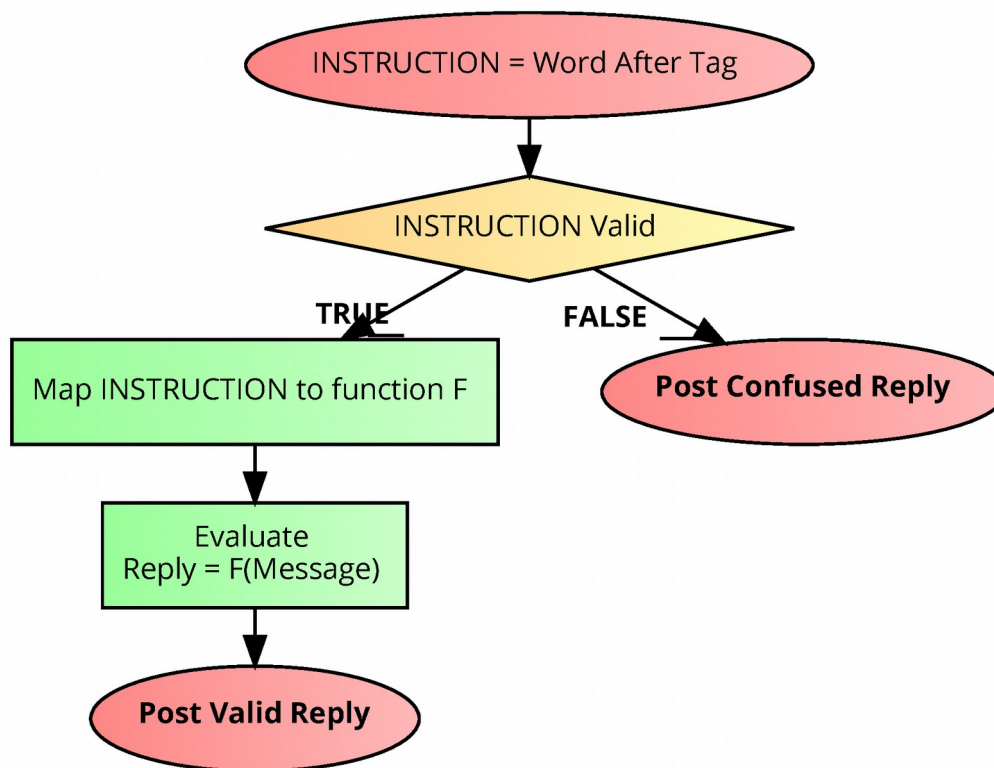 INSTRUCTION = Word After Tag
INSTRUCTION Valid
TRUE
FALSE
Map INSTRUCTION to function F
Post Confused Reply
Evaluate
Reply = F(Message)
Post Valid Reply